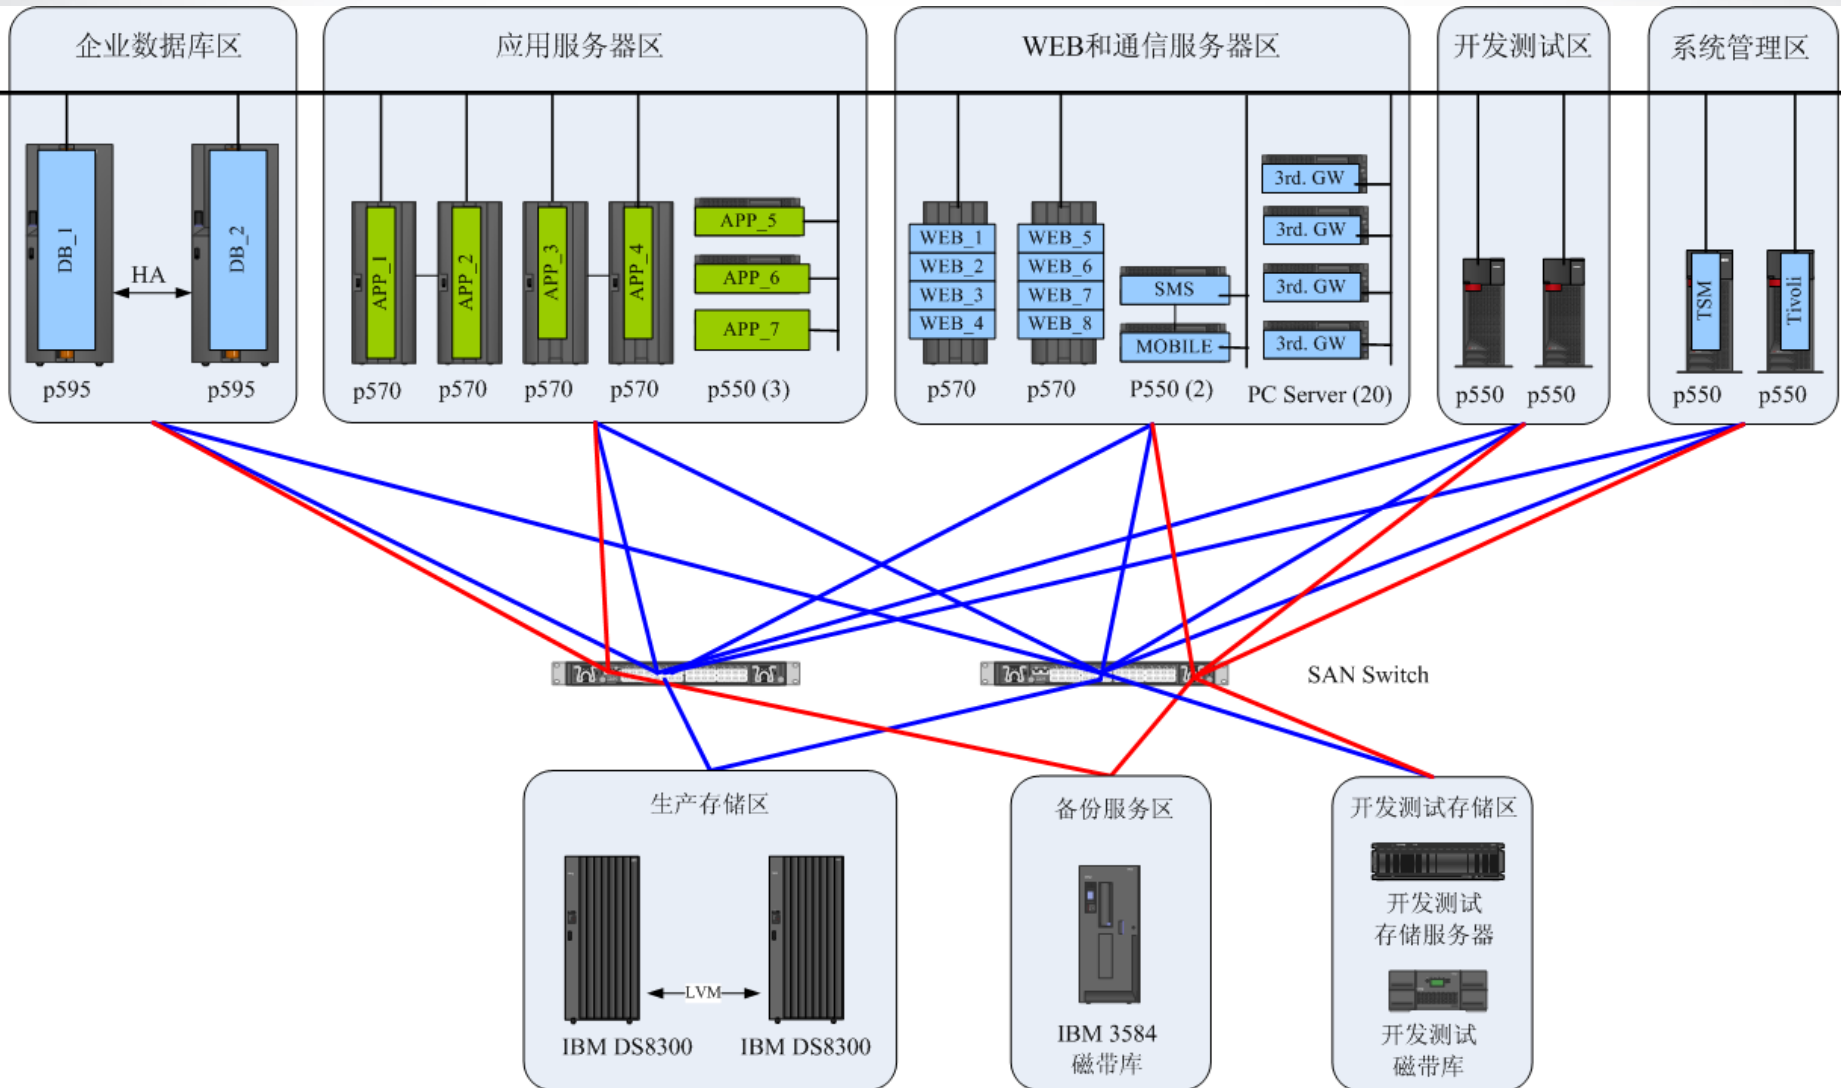 企业数据库区
应用服务器区
WEB和通信服务器区
开发测试区
系统管理区
DB_1
HA
DB_2
p595
p595
APP_1
APP_2
APP_3
APP_4
APP_5
APP_6
APP_7
p570
p570
p570
p570
p550 (3)
WEB_1
WEB_2
WEB_3
WEB_4
WEB_5
WEB_6
WEB_7
WEB_8
SMS
MOBILE
3rd. GW
3rd. GW
3rd. GW
3rd. GW
p570
p570
P550 (2)
PC Server (20)
p550
p550
TSM
Tivoli
p550
p550
SAN Switch
生产存储区
LVM
IBM DS8300
IBM DS8300
备份服务区
IBM 3584
磁带库
开发测试存储区
开发测试
存储服务器
开发测试
磁带库